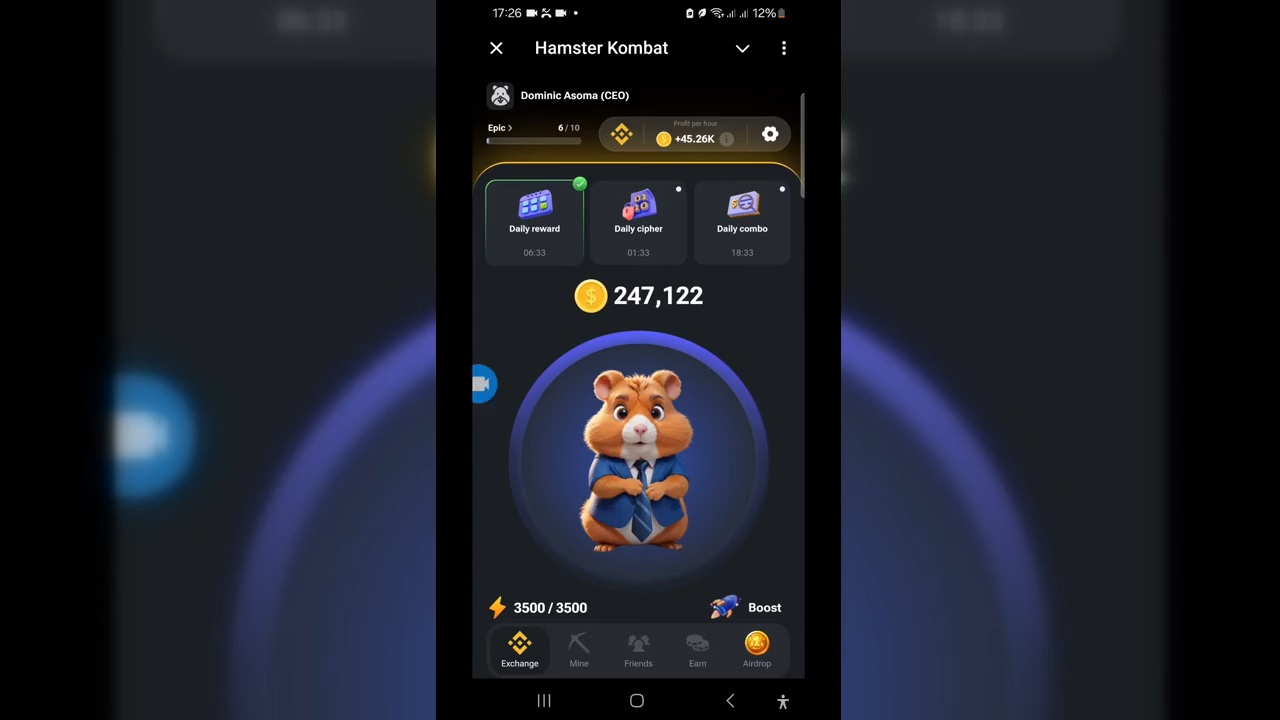 17:26
12%
Hamster Kombat
Dominic Asoma (CEO)
Epic >
6 / 10
Profit per hour
+45.26K
Daily reward
06:33
Daily cipher
01:33
Daily combo
18:33
247,122
3500 / 3500
Boost
Exchange
Mine
Friends
Earn
Airdrop